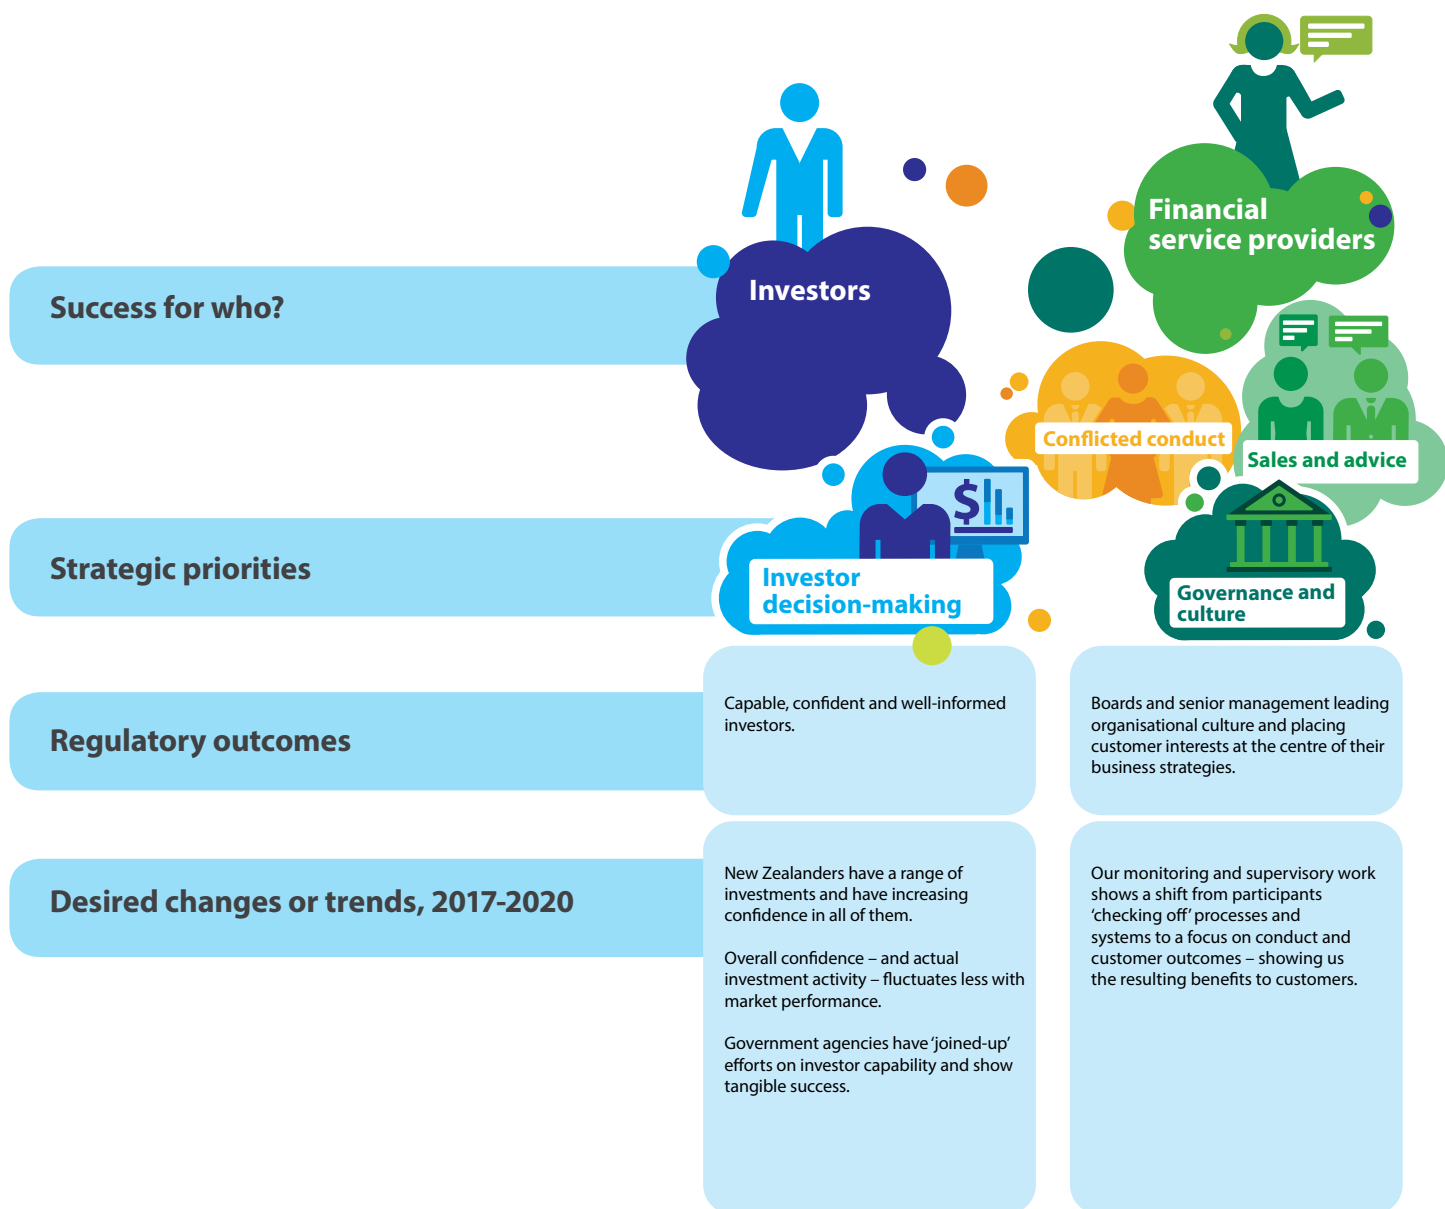 Financial
service providers
Investors
Success for who?
Conflicted conduct
Sales and advice
$
Strategic priorities
Investor
decision-making
Governance and
culture
Regulatory outcomes
Capable, confident and well-informed
investors.
Boards and senior management leading
organisational culture and placing
customer interests at the centre of their
business strategies.
Desired changes or trends, 2017-2020
New Zealanders have a range of
investments and have increasing
confidence in all of them.
Overall confidence – and actual
investment activity – fluctuates less with
market performance.
Government agencies have ‘joined-up’
efforts on investor capability and show
tangible success.
Our monitoring and supervisory work
shows a shift from participants
‘checking off’ processes and
systems to a focus on conduct and
customer outcomes – showing us
the resulting benefits to customers.